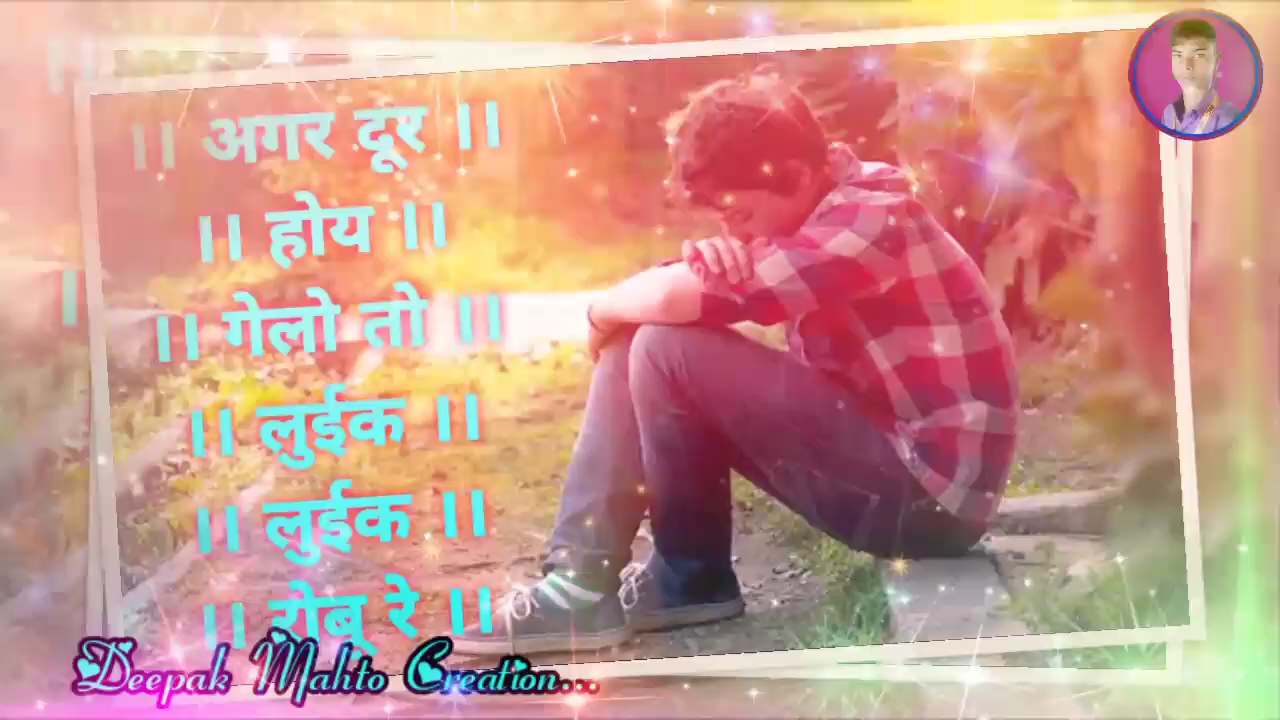 ।। अगर दूर ।।
।। होय ।।
।। गेलो तो ।।
।। लुईक ।।
।। लुईक ।।
।। रोबू रे ।।
Deepak Mahto Creation...